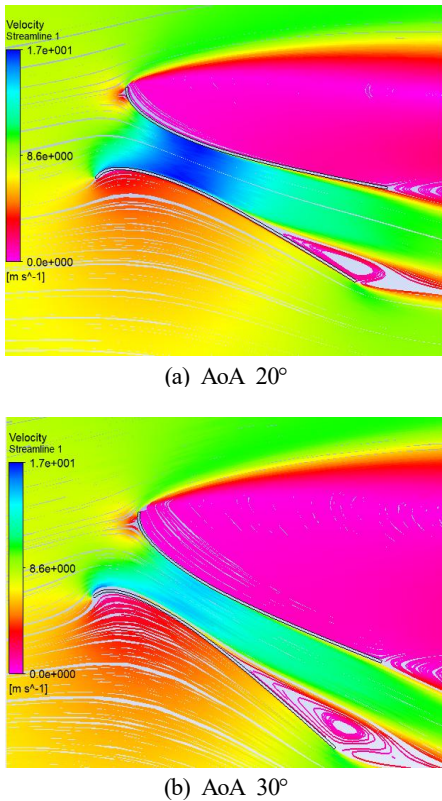 Velocity
Streamline 1
1.7e+001
8.6e+000
0.0e+000
[m s^-1]
(a) AoA 20°
Velocity
Streamline 1
1.7e+001
8.6e+000
0.0e+000
[m s^-1]
(b) AoA 30°